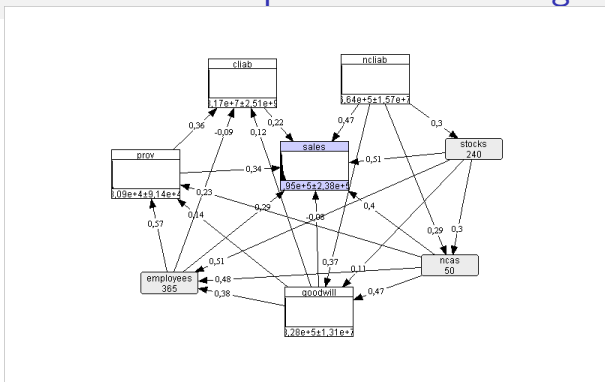 cliab
ncliab
,17e+7±2,51e+9
,64e+5±1,57e+7
0,36
-0,09
0,12
0,22
0,47
0,3
stocks
240
sales
prov
0,34
0,51
,95e+5±2,38e+5
,09e+4±9,14e+4
0,23
0,29
0,4
0,14
-0,08
0,57
0,29
0,3
0,51
0,37
0,11
ncas
50
employees
365
0,48
0,38
goodwill
0,47
,28e+5±1,31e+7